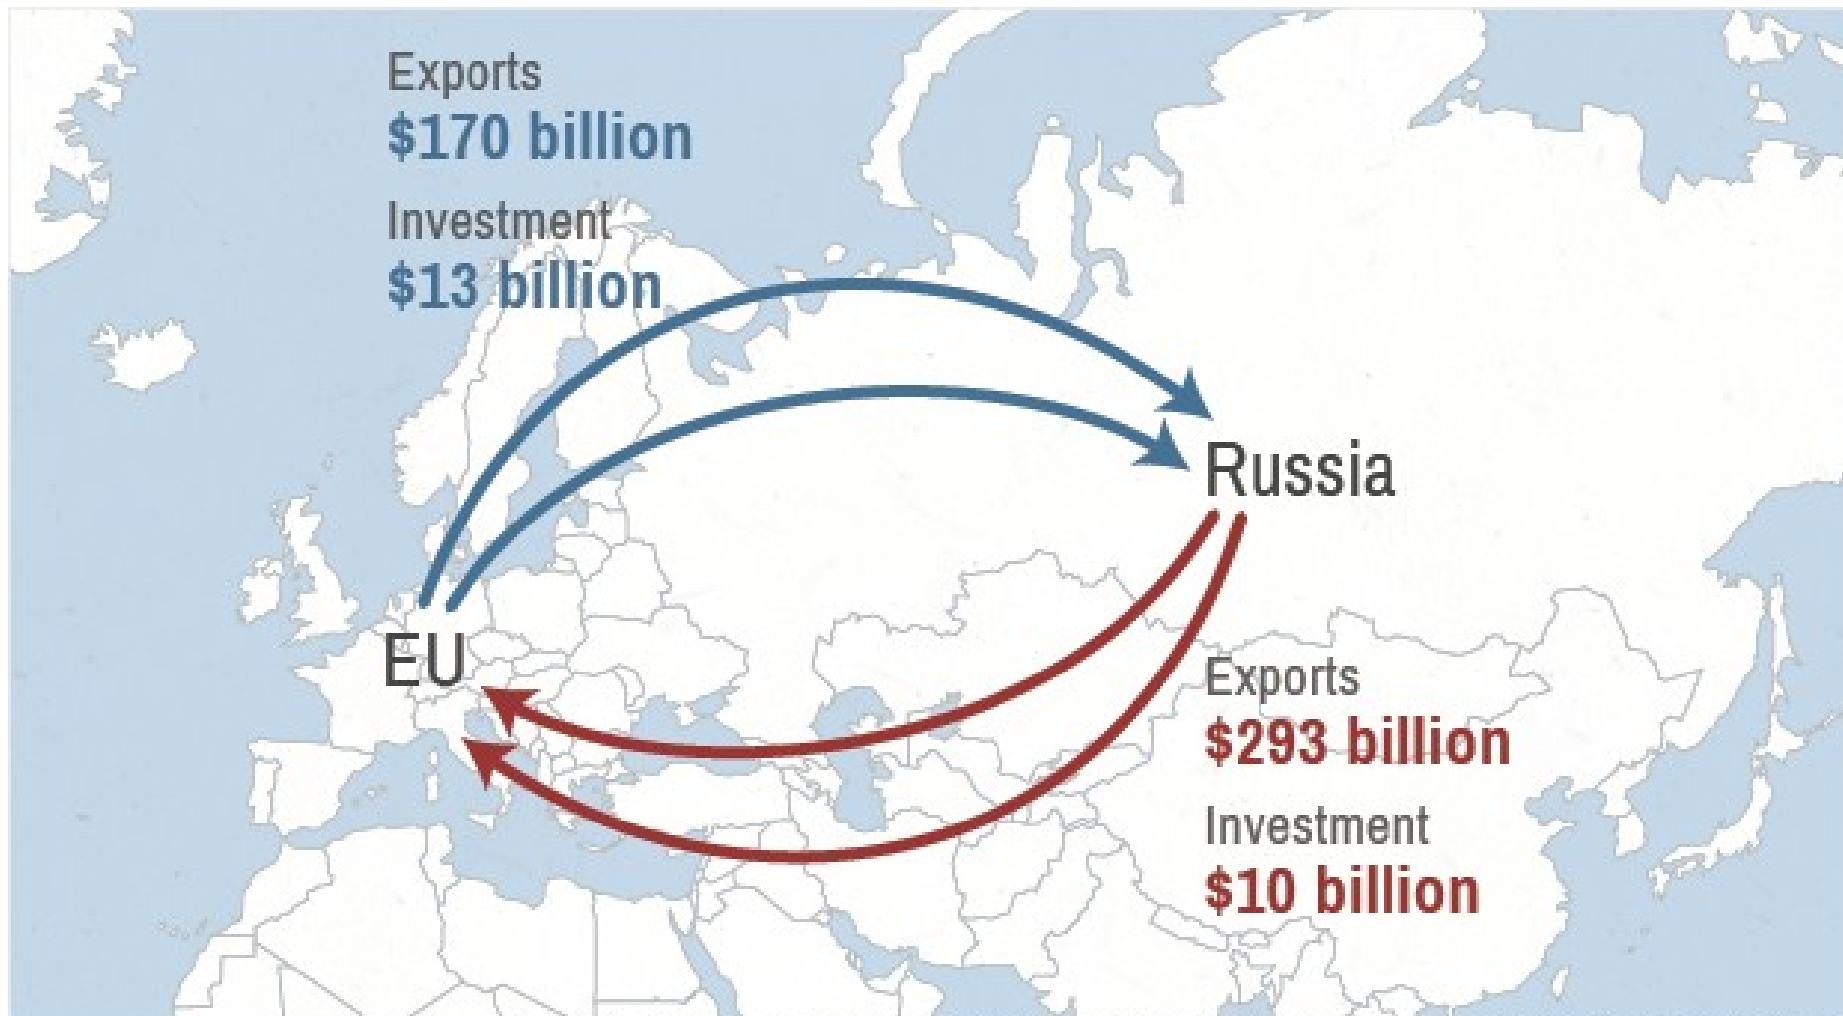 Exports
$170 billion
Investment
$13 billion
Russia
EU
Exports
$293 billion
Investment
$10 billion